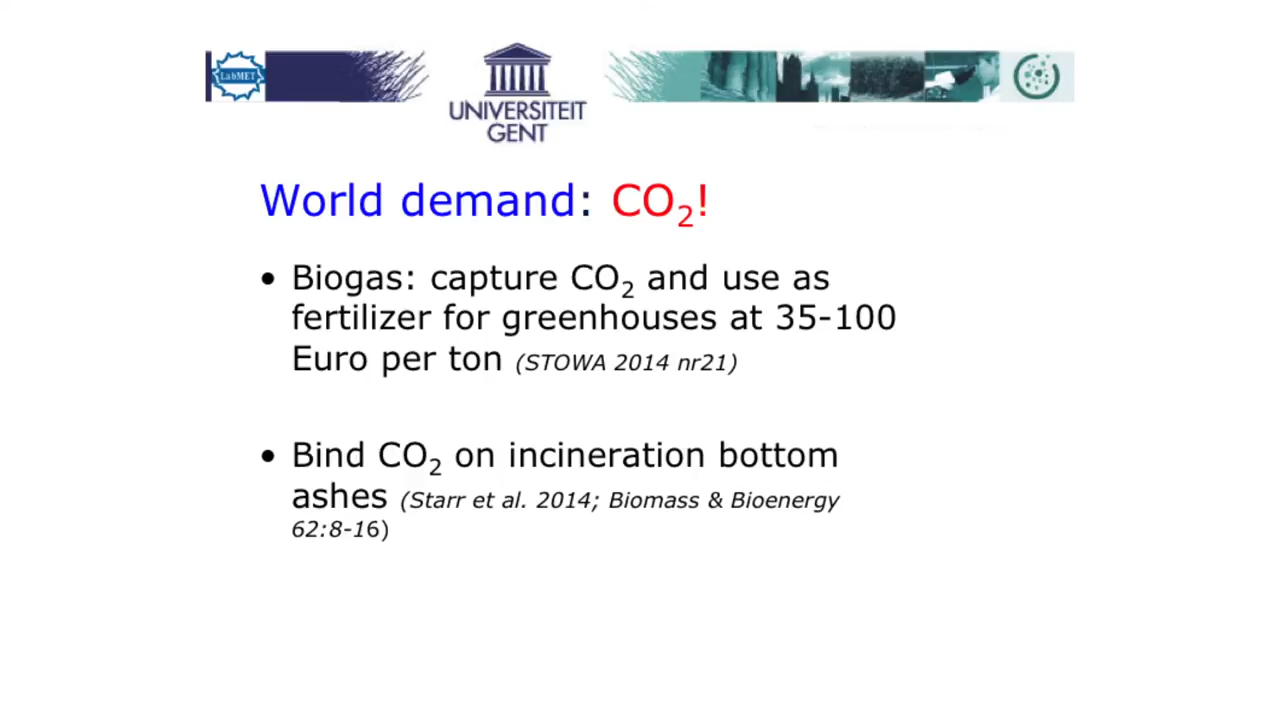 LabMET
UNIVERSITEIT
GENT
World demand: CO₂!
• Biogas: capture CO₂ and use as
fertilizer for greenhouses at 35-100
Euro per ton (STOWA 2014 nr21)
• Bind CO₂ on incineration bottom
ashes (Starr et al. 2014; Biomass & Bioenergy
62:8-16)